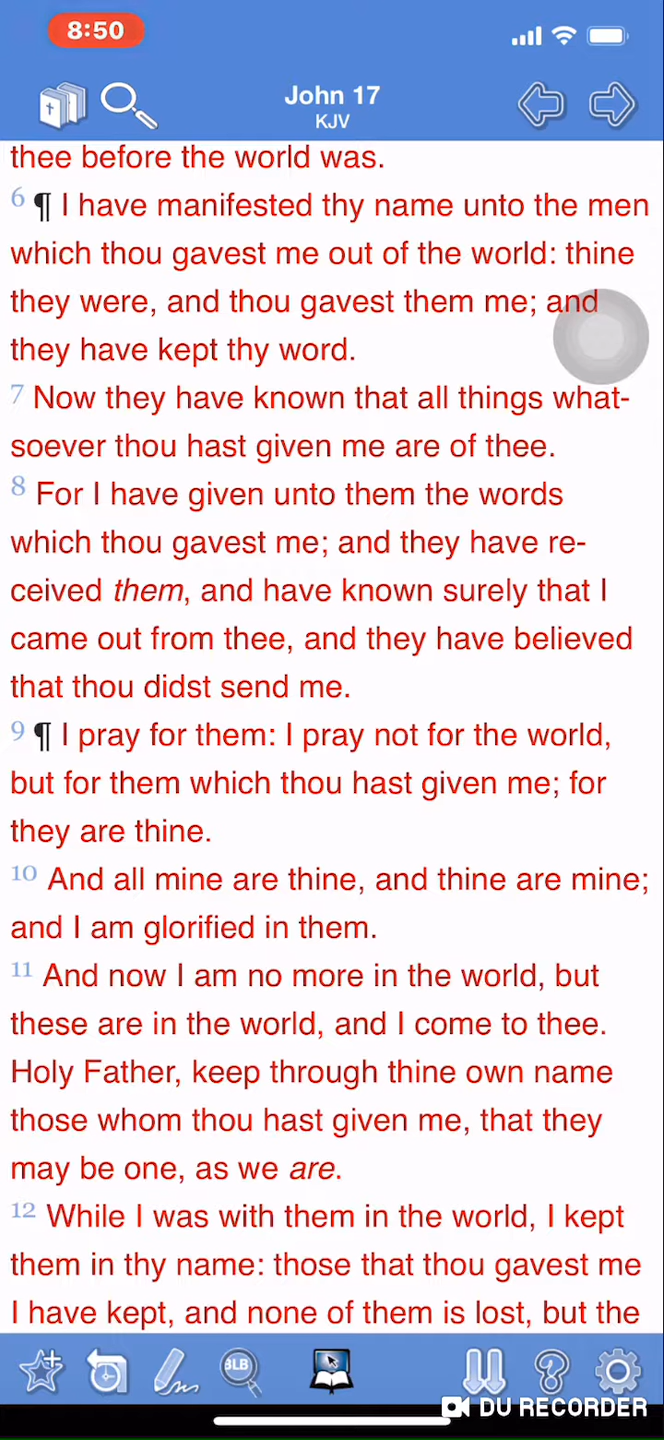 8:50
John 17
KJV
thee before the world was.
6 ¶ I have manifested thy name unto the men
which thou gavest me out of the world: thine
they were, and thou gavest them me; and
they have kept thy word.
7 Now they have known that all things what-
soever thou hast given me are of thee.
8 For I have given unto them the words
which thou gavest me; and they have re-
ceived them, and have known surely that I
came out from thee, and they have believed
that thou didst send me.
9 ¶ I pray for them: I pray not for the world,
but for them which thou hast given me; for
they are thine.
10 And all mine are thine, and thine are mine;
and I am glorified in them.
11 And now I am no more in the world, but
these are in the world, and I come to thee.
Holy Father, keep through thine own name
those whom thou hast given me, that they
may be one, as we are.
12 While I was with them in the world, I kept
them in thy name: those that thou gavest me
I have kept, and none of them is lost, but the
BLB
DU RECORDER